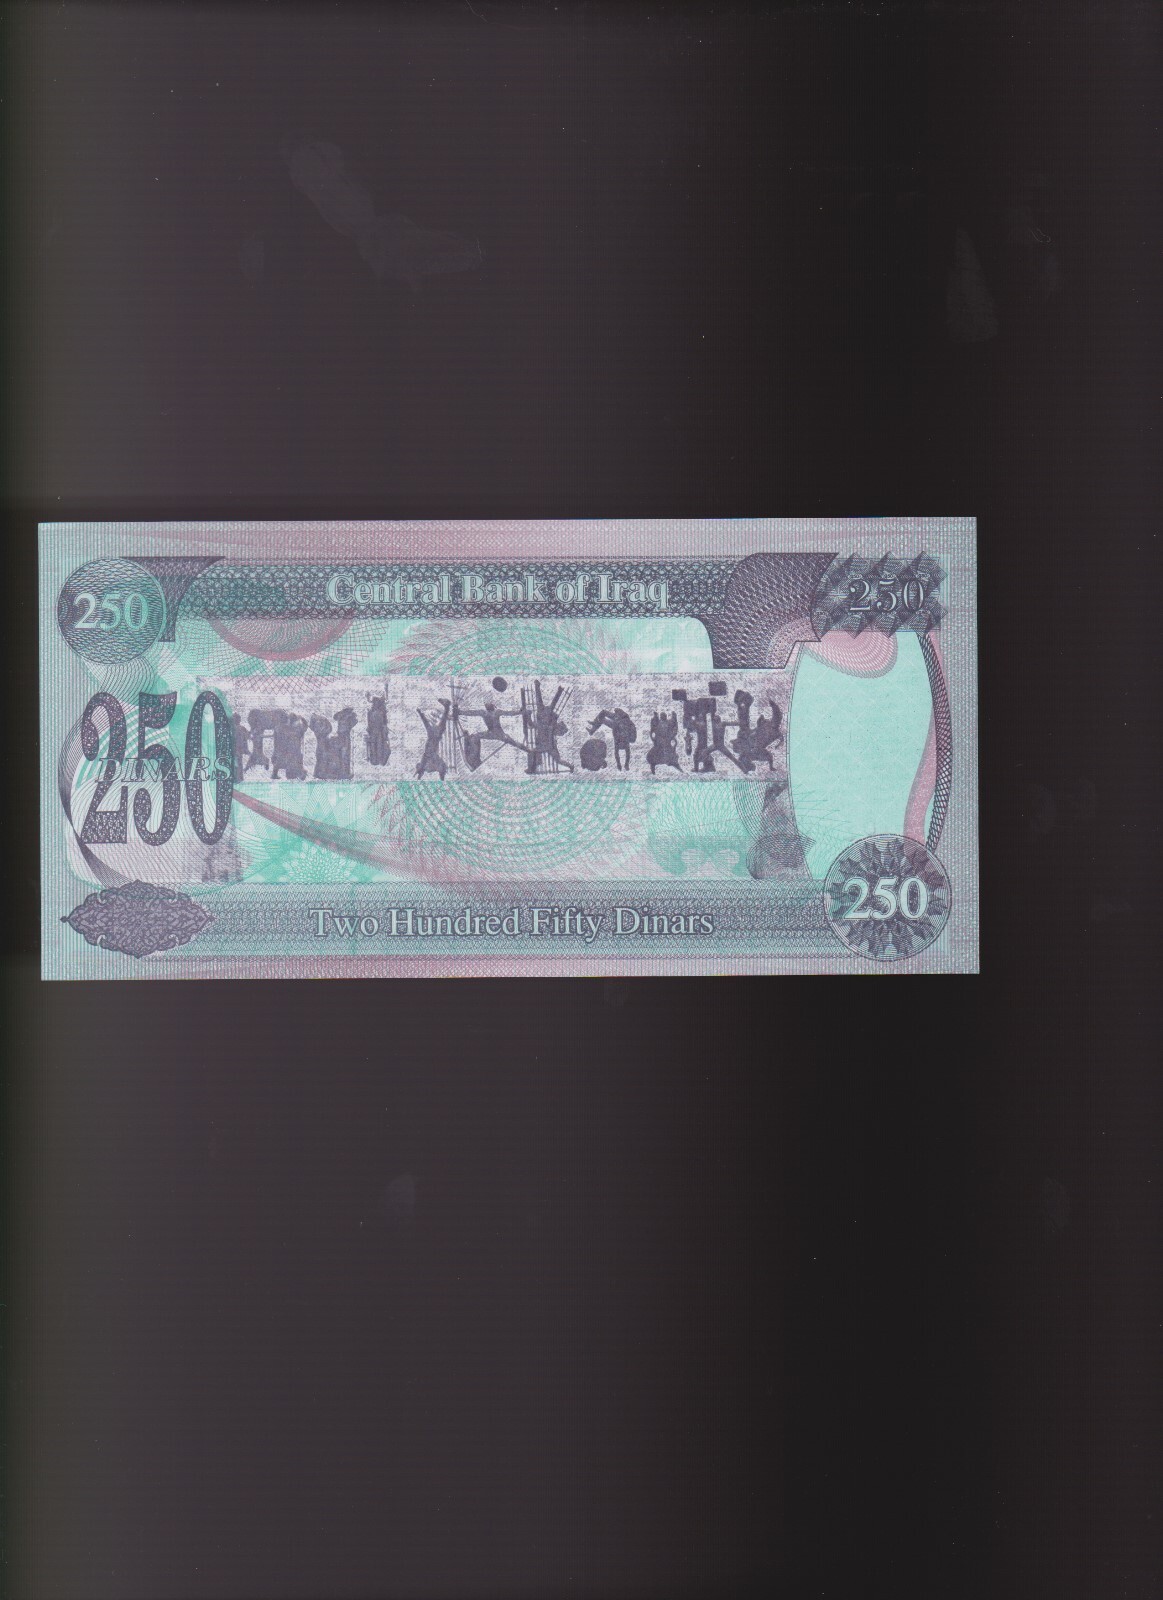 Central Bank of Iraq
250
250
250
DINARS
Two Hundred Fifty Dinars
250